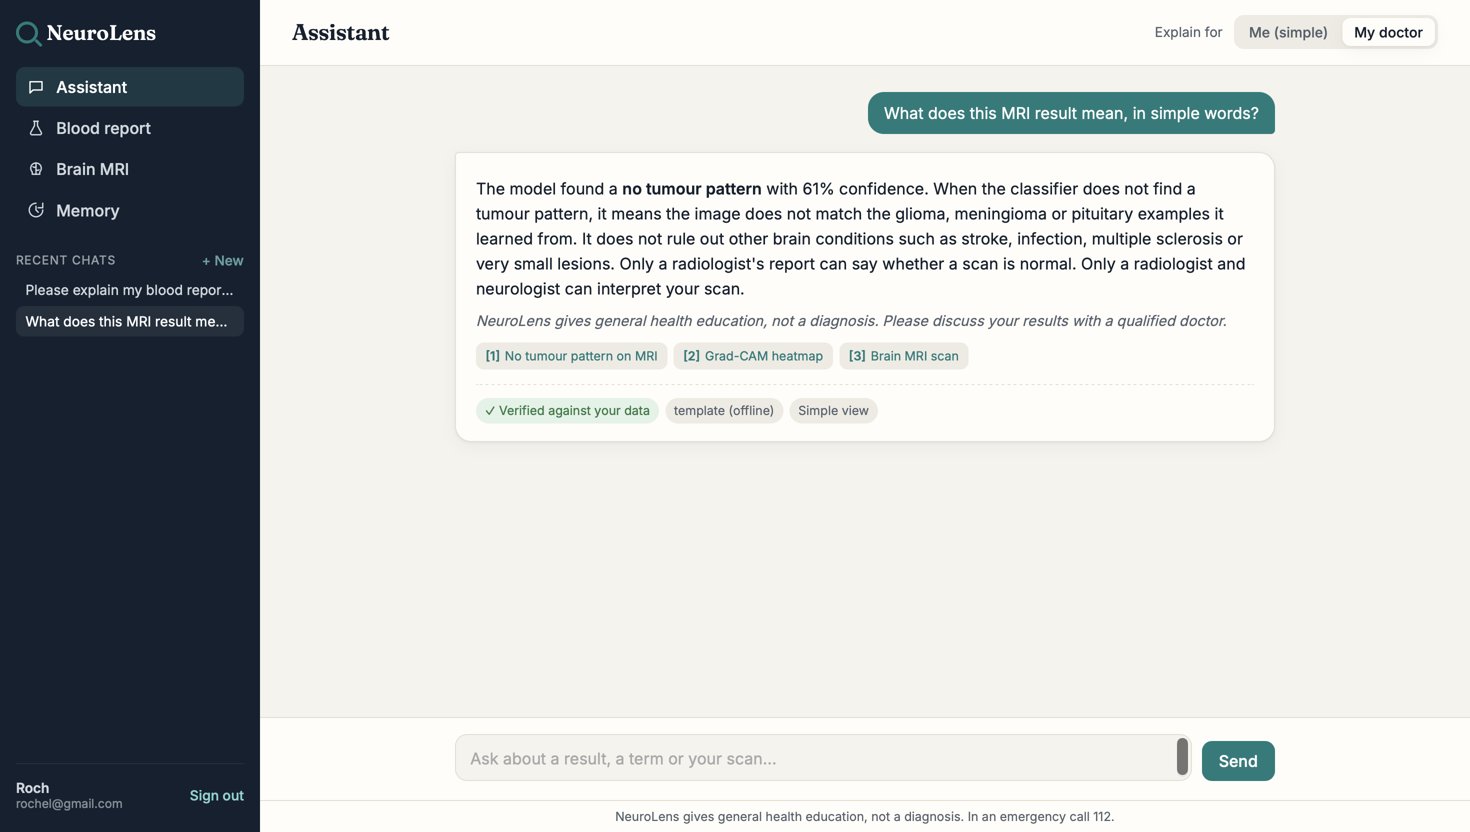 NeuroLens
Assistant
Blood report
Brain MRI
Memory
RECENT CHATS
+ New
Please explain my blood repor...
What does this MRI result me...
Roch
rochel@gmail.com
Sign out
Assistant
Explain for
Me (simple)
My doctor
What does this MRI result mean, in simple words?
The model found a no tumour pattern with 61% confidence. When the classifier does not find a
tumour pattern, it means the image does not match the glioma, meningioma or pituitary examples it
learned from. It does not rule out other brain conditions such as stroke, infection, multiple sclerosis or
very small lesions. Only a radiologist's report can say whether a scan is normal. Only a radiologist and
neurologist can interpret your scan.
NeuroLens gives general health education, not a diagnosis. Please discuss your results with a qualified doctor.
[1] No tumour pattern on MRI
[2] Grad-CAM heatmap
[3] Brain MRI scan
✓ Verified against your data
template (offline)
Simple view
Ask about a result, a term or your scan...
Send
NeuroLens gives general health education, not a diagnosis. In an emergency call 112.